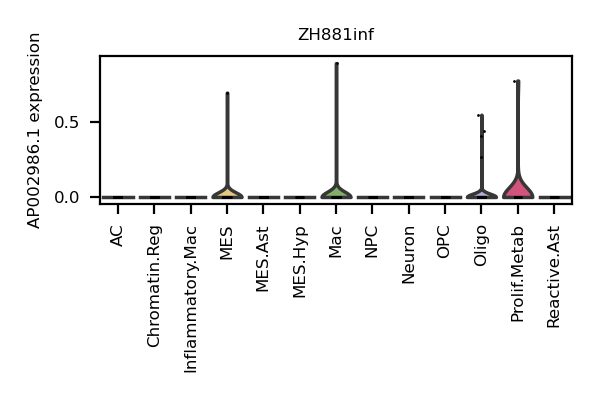 ZH881inf
AP002986.1 expression
0.5
0.0
AC
Chromatin.Reg
Inflammatory.Mac
MES
MES.Ast
MES.Hyp
Mac
NPC
Neuron
OPC
Oligo
Prolif.Metab
Reactive.Ast